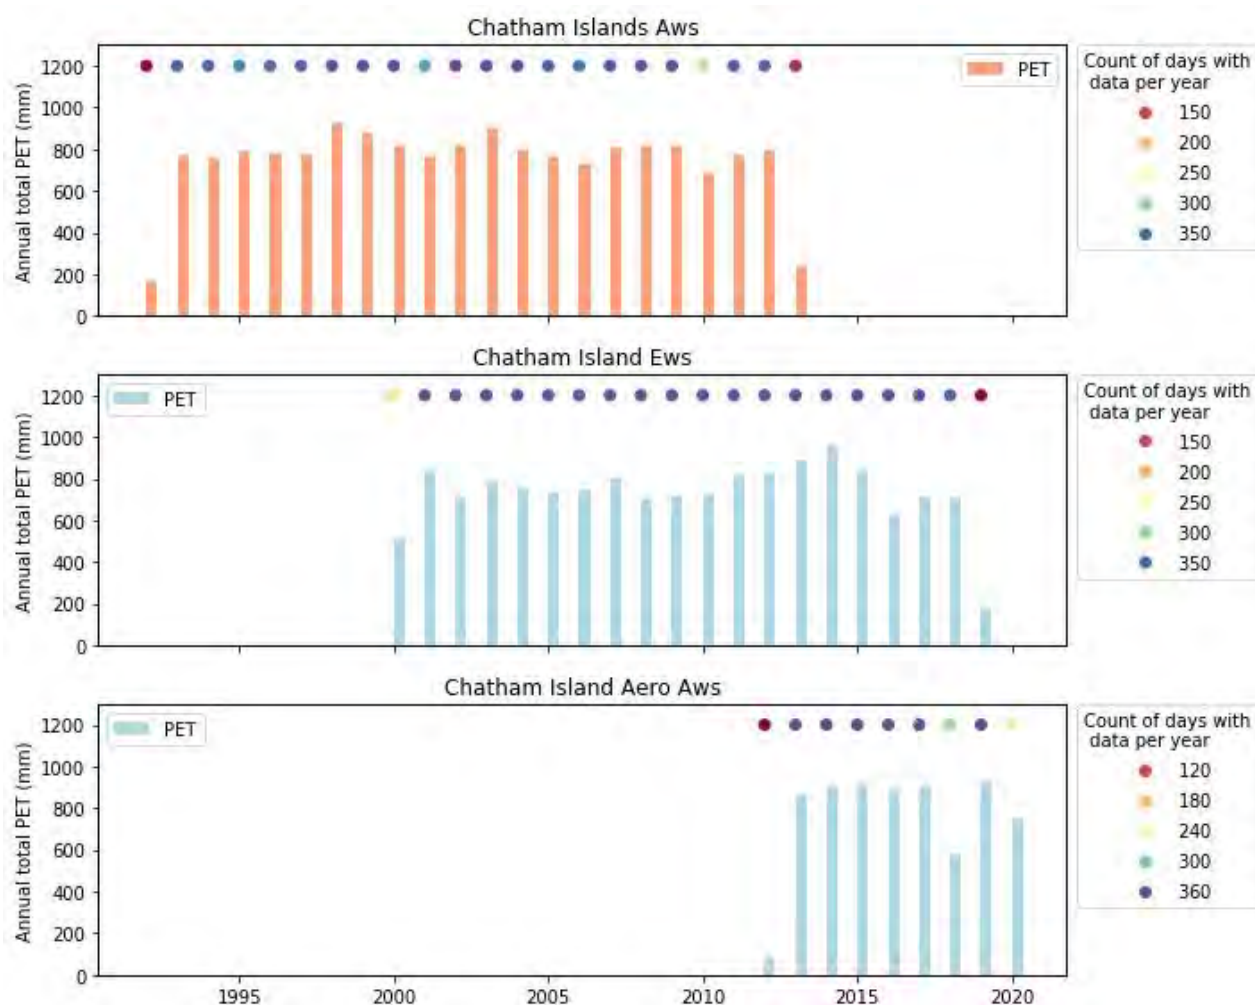 Chatham Islands Aws
Annual total PET (mm)
1200
1000
800
600
400
200
0
PET
1995
2000
2005
2010
2015
2020
Count of days with
data per year
150
200
250
300
350
Chatham Island Ews
Annual total PET (mm)
1200
1000
800
600
400
200
0
PET
Count of days with
data per year
150
200
250
300
350
Chatham Island Aero Aws
Annual total PET (mm)
1200
1000
800
600
400
200
0
PET
Count of days with
data per year
120
180
240
300
360